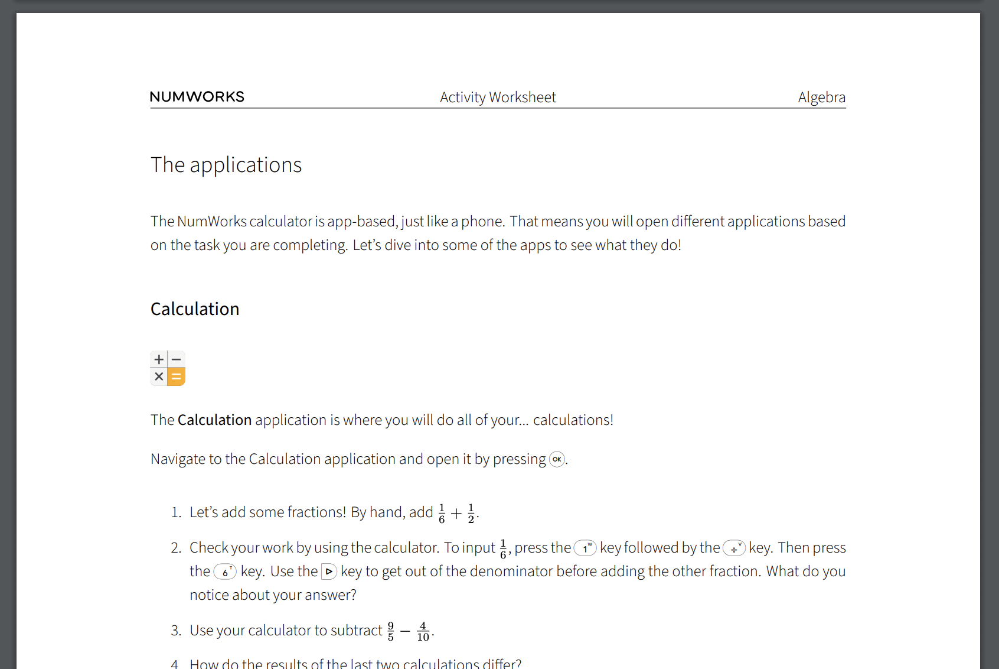 NUMWORKS Activity Worksheet Algebra
The applications
The NumWorks calculator is app-based, just like a phone. That means you will open different applications based
on the task you are completing. Let’s dive into some of the apps to see what they do!
Calculation
+ −
× =
The Calculation application is where you will do all of your... calculations!
Navigate to the Calculation application and open it by pressing OK.
1. Let’s add some fractions! By hand, add 1/6 + 1/2.
2. Check your work by using the calculator. To input 1/6, press the 1 W key followed by the ÷ V key. Then press
the 6 T key. Use the ▷ key to get out of the denominator before adding the other fraction. What do you
notice about your answer?
3. Use your calculator to subtract 9/5 − 4/10.
4. How do the results of the last two calculations differ?